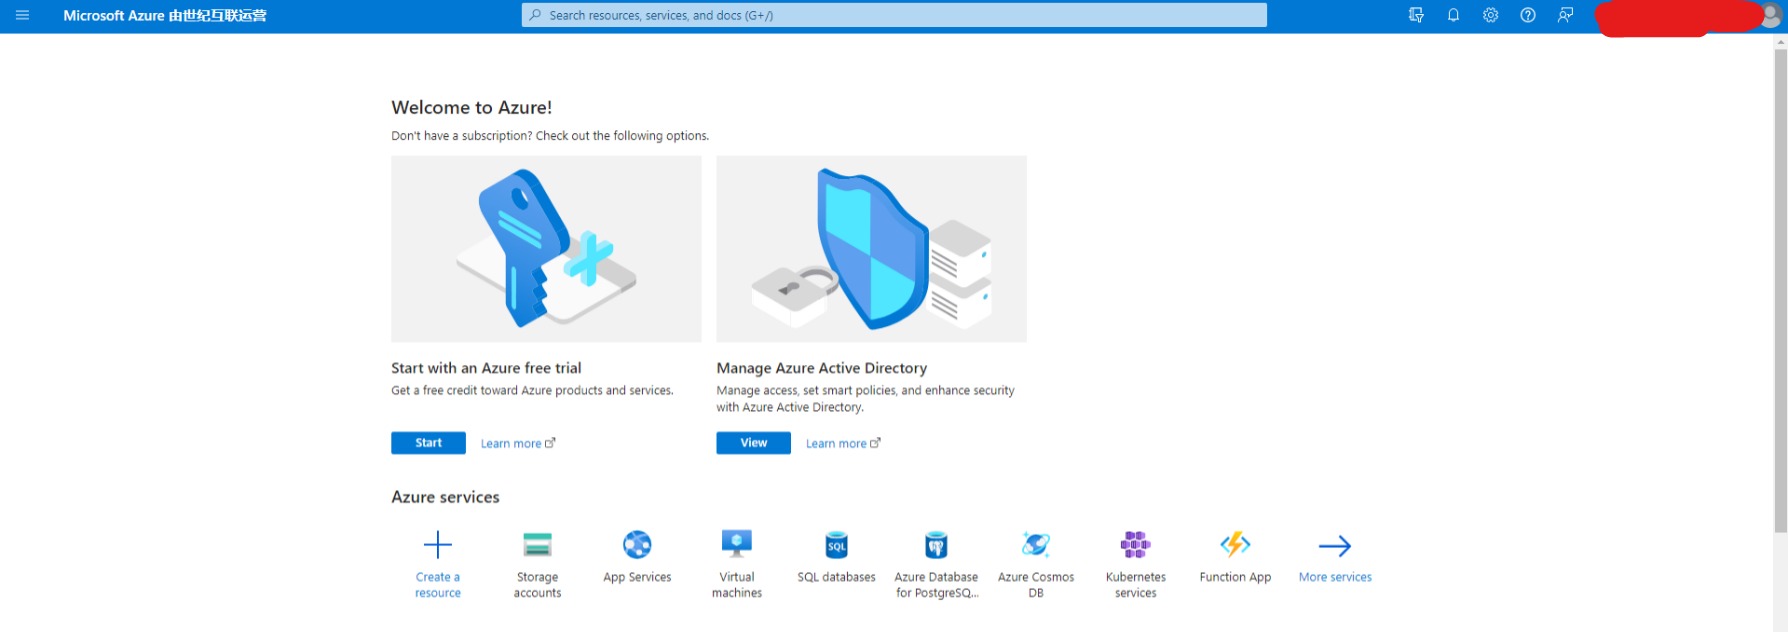 Microsoft Azure 由世纪互联运营
Search resources, services, and docs (G+/)
Welcome to Azure!
Don't have a subscription? Check out the following options.
Start with an Azure free trial
Get a free credit toward Azure products and services.
Start
Learn more
Manage Azure Active Directory
Manage access, set smart policies, and enhance security
with Azure Active Directory.
View
Learn more
Azure services
Create a
resource
Storage
accounts
App Services
Virtual
machines
SQL
SQL databases
Azure Database
for PostgreSQ...
Azure Cosmos
DB
Kubernetes
services
Function App
More services